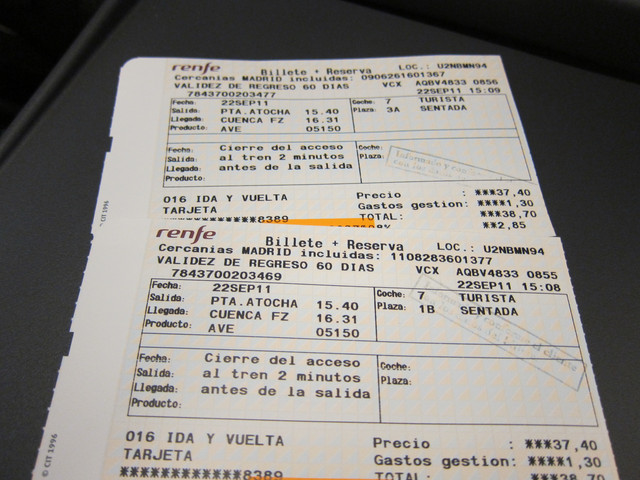 renfe Billete + Reserva LOC.: U2NBMN94
Cercanias MADRID incluidas: 0906261601367 AQBV4833 0856
VALIDEZ DE REGRESO 60 DIAS VCX 22SEP11 15:09
7843700203477
Fecha: 22SEP11 Coche: 7 TURISTA
Salida: PTA.ATOCHA 15.40 Plaza: 3A SENTADA
Llegada: CUENCA FZ 16.31
Producto: AVE 05150
Fecha: Cierre del acceso Coche:
Salida: al tren 2 minutos Plaza:
Llegada: antes de la salida
Producto:
016 IDA Y VUELTA Precio : ***37,40
TARJETA Gastos gestion: ****1,30
**********8389 TOTAL: ***38,70
**2,85
CIT 1996
renfe Billete + Reserva LOC.: U2NBMN94
Cercanias MADRID incluidas: 1108283601377
VALIDEZ DE REGRESO 60 DIAS VCX AQBV4833 0855
7843700203469 22SEP11 15:08
Fecha: 22SEP11 Coche: 7 TURISTA
Salida: PTA.ATOCHA 15.40 Plaza: 1B SENTADA
Llegada: CUENCA FZ 16.31
Producto: AVE 05150
Fecha: Cierre del acceso Coche:
Salida: al tren 2 minutos Plaza:
Llegada: antes de la salida
Producto:
016 IDA Y VUELTA Precio : ***37,40
TARJETA Gastos gestion: ****1,30
************8389 TOTAL: ***38,70
© CIT 1996